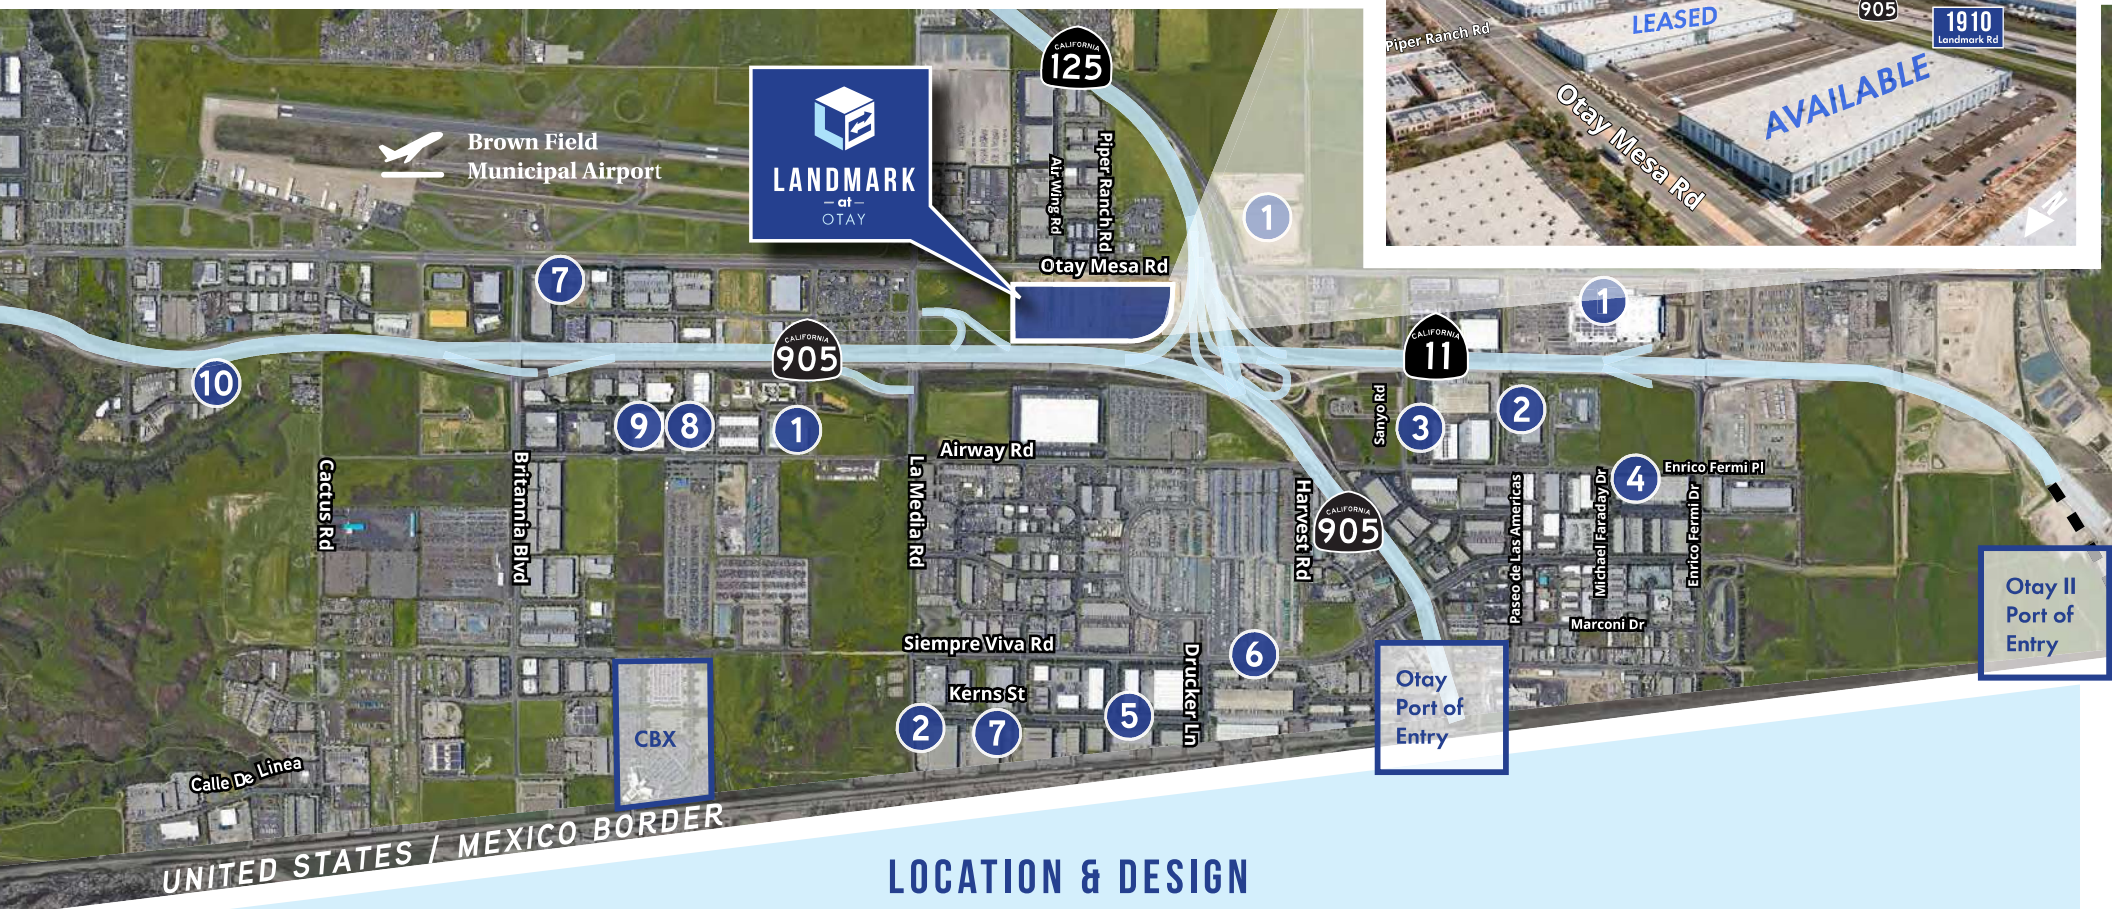 CALIFORNIA
125
LEASED
905
1910
Landmark Rd
Piper Ranch Rd
AVAILABLE
Otay Mesa Rd
N
Brown Field
Municipal Airport
LANDMARK
at
OTAY
Air Wing Rd
Piper Ranch Rd
1
Otay Mesa Rd
7
1
CALIFORNIA
905
CALIFORNIA
11
10
9
8
1
Sanyo Rd
3
2
Airway Rd
Cactus Rd
Britannia Blvd
La Media Rd
Harvest Rd
CALIFORNIA
905
Paseo de Las Americas
Michael Faraday Dr
4
Enrico Fermi Pl
Enrico Fermi Dr
Marconi Dr
Otay II
Port of
Entry
Siempre Viva Rd
Drucker Ln
6
Kerns St
Otay
Port of
Entry
2
7
5
CBX
Calle De Linea
UNITED STATES / MEXICO BORDER
LOCATION & DESIGN